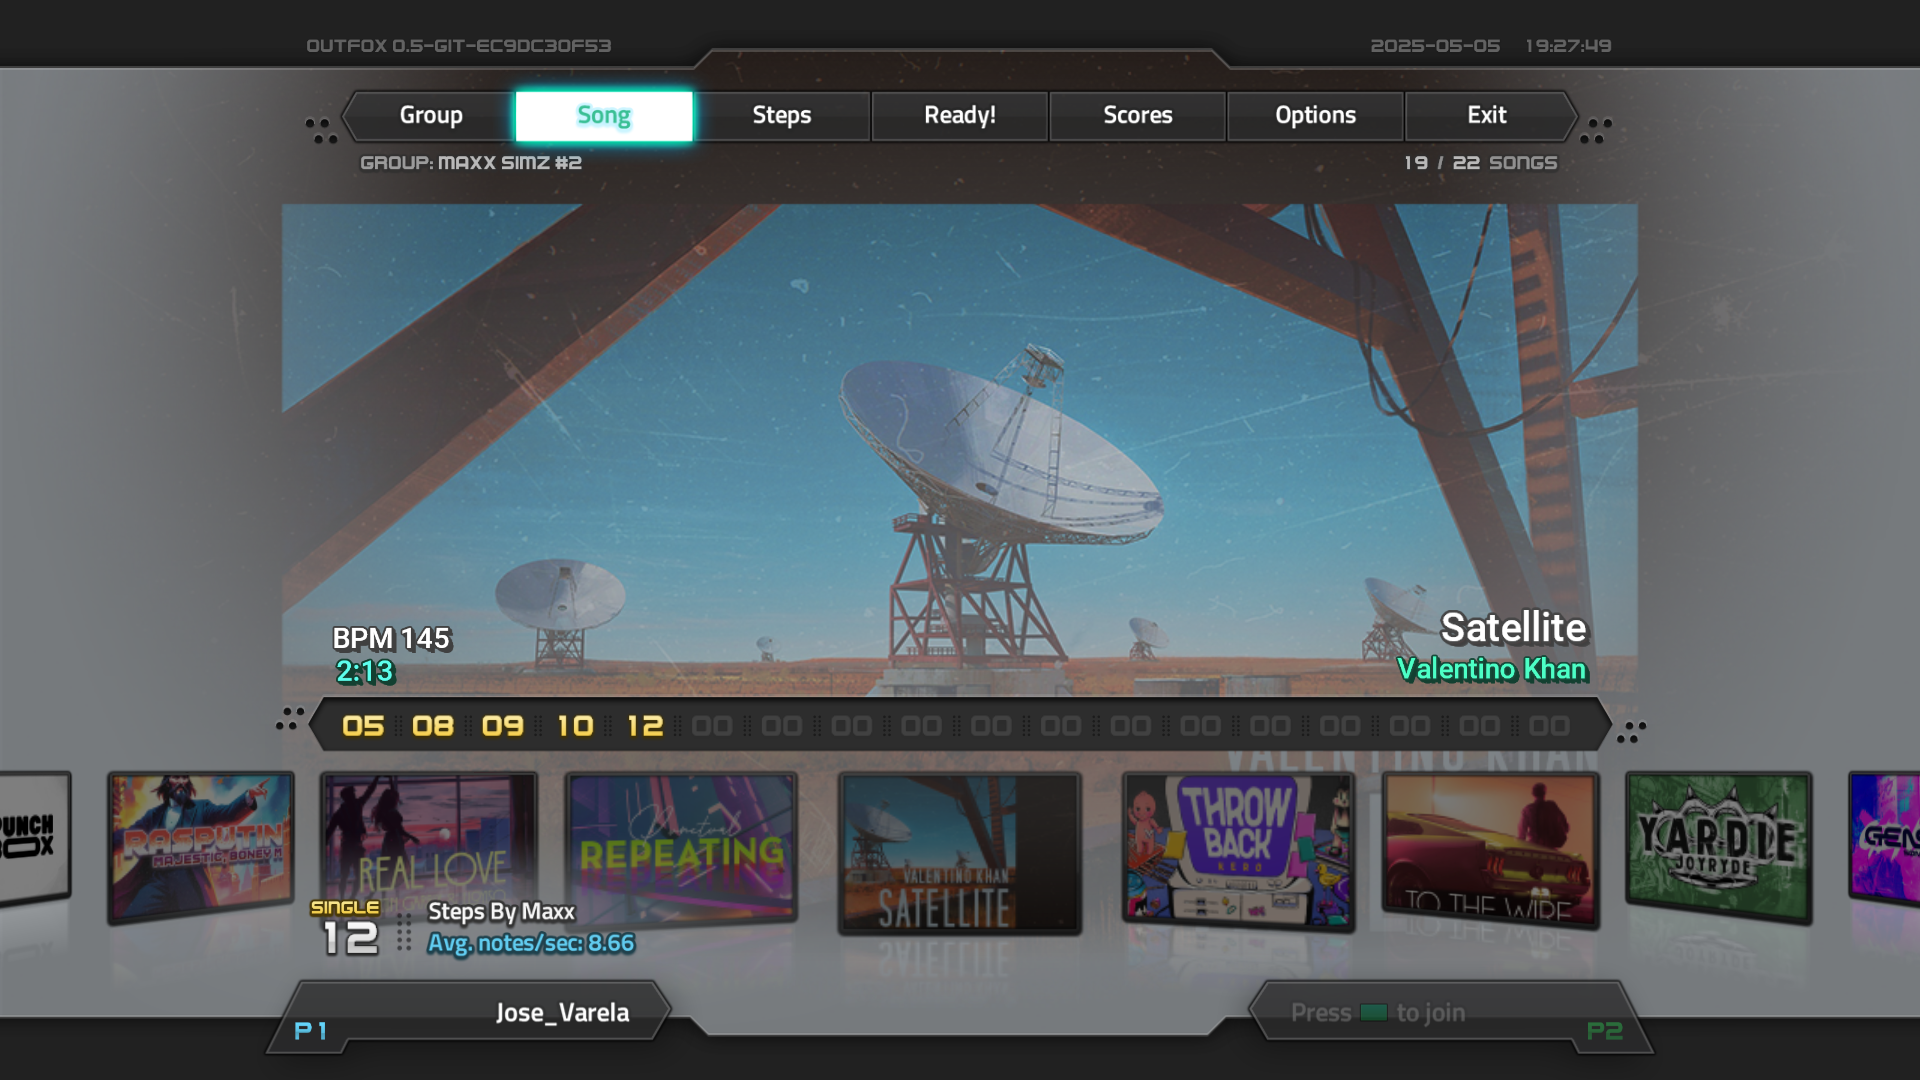 OUTFOX 0.5-GIT-EC9DC30F53
2025-05-05 19:27:49
Group
Song
Steps
Ready!
Scores
Options
Exit
GROUP: MAXX SIMZ #2
19 / 22 SONGS
BPM 145
2:13
Satellite
Valentino Khan
05 08 09 10 12 00 00 00 00 00 00 00 00 00 00 00 00 00
VALENTINO KHAN
RASPUTIN
MAJESTIC, BONEY M
REAL LOVE
REPEATING
VALENTINO KHAN
SATELLITE
THROW
BACK
KERO
TO THE WIRE
YARDIE
JOYRYDE
SINGLE
12
Steps By Maxx
Avg. notes/sec: 8.66
P1
Jose_Varela
Press to join
P2